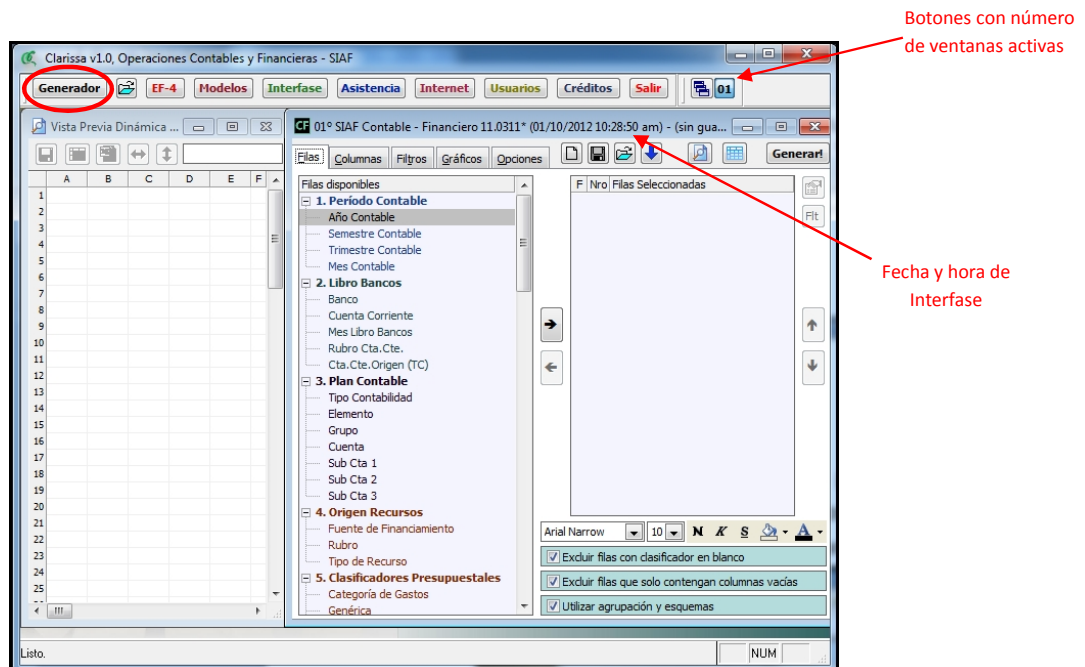 Botones con número
de ventanas activas
Clarissa v1.0, Operaciones Contables y Financieras - SIAF
Generador EF-4 Modelos Interfase Asistencia Internet Usuarios Créditos Salir 01
Vista Previa Dinámica ...
CF 01º SIAF Contable - Financiero 11.0311* (01/10/2012 10:28:50 am) - (sin gua...
Filas Columnas Filtros Gráficos Opciones Generar!
A B C D E F
1
2
3
4
5
6
7
8
9
10
11
12
13
14
15
16
17
18
19
20
21
22
23
24
25
Filas disponibles
1. Período Contable
Año Contable
Semestre Contable
Trimestre Contable
Mes Contable
2. Libro Bancos
Banco
Cuenta Corriente
Mes Libro Bancos
Rubro Cta.Cte.
Cta.Cte.Origen (TC)
3. Plan Contable
Tipo Contabilidad
Elemento
Grupo
Cuenta
Sub Cta 1
Sub Cta 2
Sub Cta 3
4. Origen Recursos
Fuente de Financiamiento
Rubro
Tipo de Recurso
5. Clasificadores Presupuestales
Categoría de Gastos
Genérica
F Nro Filas Seleccionadas
Flt
Fecha y hora de
Interfase
Arial Narrow 10 N K S A
Excluir filas con clasificador en blanco
Excluir filas que solo contengan columnas vacías
Utilizar agrupación y esquemas
Listo.
NUM